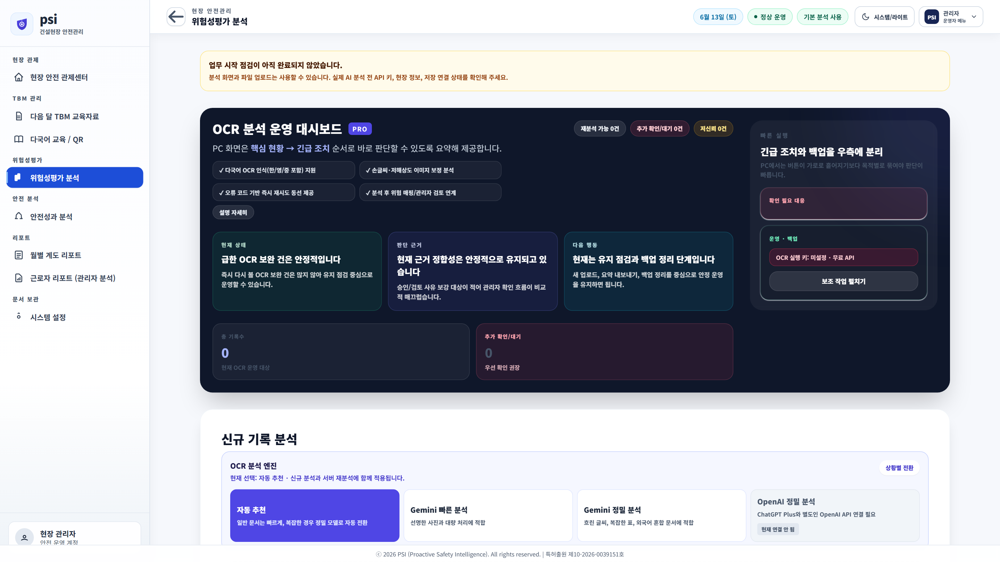 psi
건설현장 안전관리
현장 관제
현장 안전 관제센터
TBM 관리
다음 달 TBM 교육자료
다국어 교육 / QR
위험성평가
위험성평가 분석
안전 분석
안전성과 분석
리포트
월별 계도 리포트
근로자 리포트 (관리자 분석)
문서 보관
시스템 설정
현장 관리자
안전 운영 계정
현장 안전관리
위험성평가 분석
6월 13일 (토)
정상 운영
기본 분석 사용
시스템/라이트
PSI
관리자
운영자 메뉴
업무 시작 점검이 아직 완료되지 않았습니다.
분석 화면과 파일 업로드는 사용할 수 있습니다. 실제 AI 분석 전 API 키, 현장 정보, 저장 연결 상태를 확인해 주세요.
OCR 분석 운영 대시보드 PRO
재분석 가능 0건
추가 확인/대기 0건
저신뢰 0건
PC 화면은 핵심 현황 → 긴급 조치 순서로 바로 판단할 수 있도록 요약해 제공합니다.
✓ 다국어 OCR 인식(한/영/중 포함) 지원
✓ 손글씨·저해상도 이미지 보정 분석
✓ 오류 코드 기반 즉시 재시도 동선 제공
✓ 분석 후 위험 매핑/관리자 검토 연계
설명 자세히
현재 상태
급한 OCR 보완 건은 안정적입니다
즉시 다시 볼 OCR 보완 건은 많지 않아 유지 점검 중심으로
운영할 수 있습니다.
판단 근거
현재 근거 정합성은 안정적으로 유지되고 있
습니다
승인/검토 사유 보강 대상이 적어 관리자 확인 흐름이 비교
적 매끄럽습니다.
다음 행동
현재는 유지 점검과 백업 정리 단계입니다
새 업로드, 요약 내보내기, 백업 정리를 중심으로 안정 운영
을 유지하면 됩니다.
총 기록수
0
현재 OCR 운영 대상
추가 확인/대기
0
우선 확인 권장
빠른 실행
긴급 조치와 백업을 우측에 분리
PC에서는 버튼이 가로로 흩어지기보다 목적별로 묶여야 판단이
빠릅니다.
확인 필요 대응
운영 · 백업
OCR 실행 키: 미설정 · 무료 API
보조 작업 펼치기
신규 기록 분석
OCR 분석 엔진
현재 선택: 자동 추천 · 신규 분석과 서버 재분석에 함께 적용됩니다.
상황별 전환
자동 추천
일반 문서는 빠르게, 복잡한 경우 정밀 모델로 자동 전환
Gemini 빠른 분석
선명한 사진과 대량 처리에 적합
Gemini 정밀 분석
흐린 글씨, 복잡한 표, 외국어 혼합 문서에 적합
OpenAI 정밀 분석
ChatGPT Plus와 별도인 OpenAI API 연결 필요
현재 연결 안 됨
ⓒ 2026 PSI (Proactive Safety Intelligence). All rights reserved. | 특허출원 제10-2026-0039151호